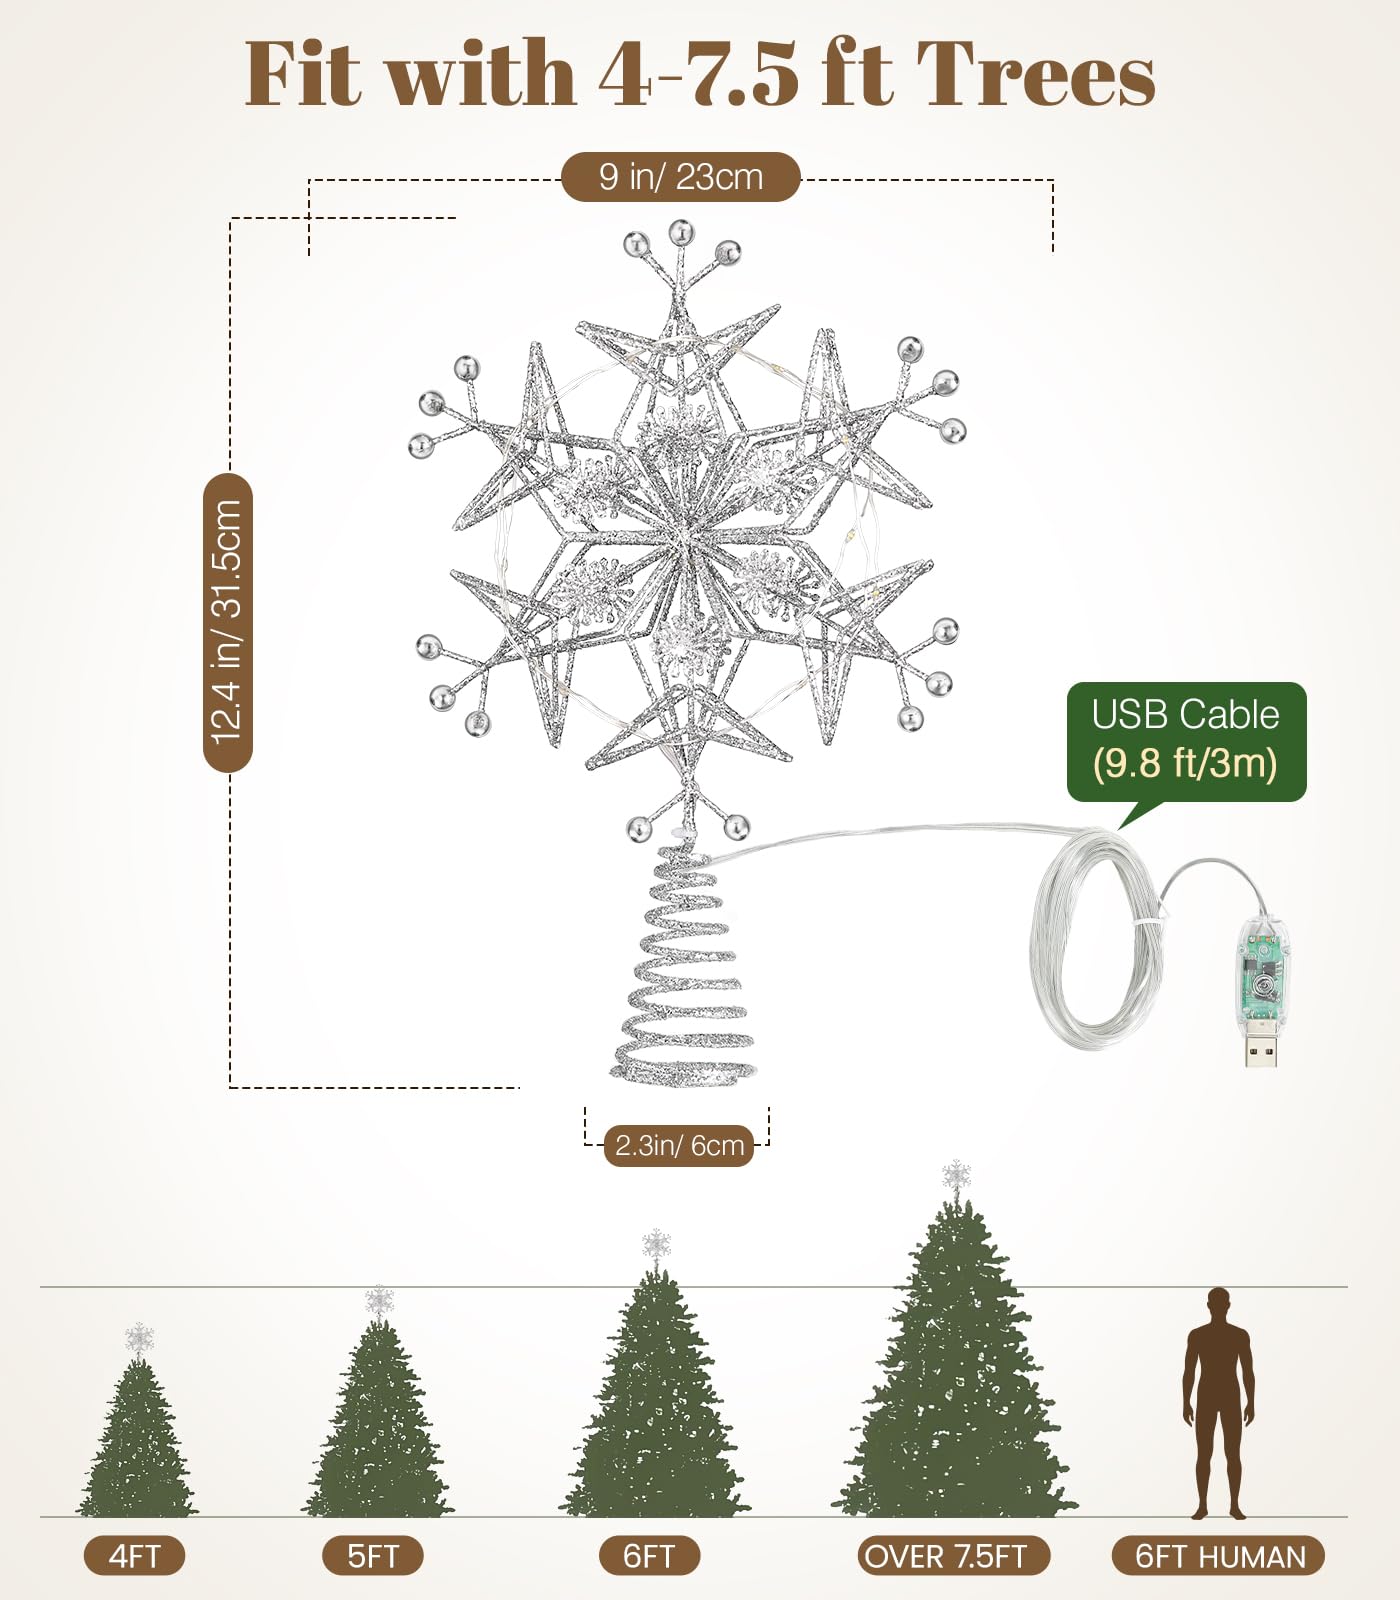 Fit with 4-7.5 ft Trees
9 in/ 23cm
12.4 in/ 31.5cm
USB Cable
(9.8 ft/3m)
2.3in/ 6cm
4FT
5FT
6FT
OVER 7.5FT
6FT HUMAN